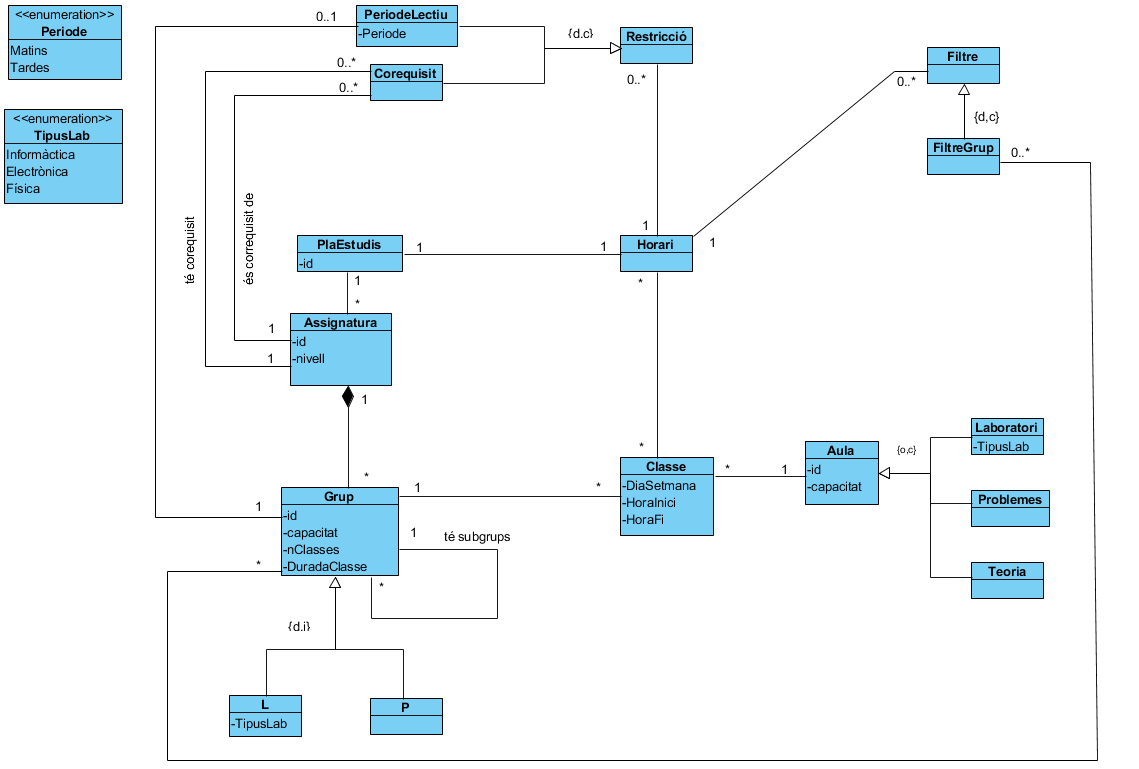 <<enumeration>>
Periode
Matins
Tardes
<<enumeration>>
TipusLab
Informàctica
Electrònica
Física
0..1
PeriodeLectiu
-Periode
0..*
0..*
Corequisit
{d.c}
Restricció
0..*
Filtre
0..*
{d,c}
FiltreGrup
0..*
té corequisit
és correquisit de
PlaEstudis
-id
1
1
1
Horari
1
*
1
*
Assignatura
-id
-nivell
1
1
1
*
Grup
-id
-capacitat
-nClasses
-DuradaClasse
1
*
1
*
1
té subgrups
*
{d.i}
L
-TipusLab
P
*
Classe
-DiaSetmana
-HoraInici
-HoraFi
*
1
Aula
-id
-capacitat
{o,c}
Laboratori
-TipusLab
Problemes
Teoria